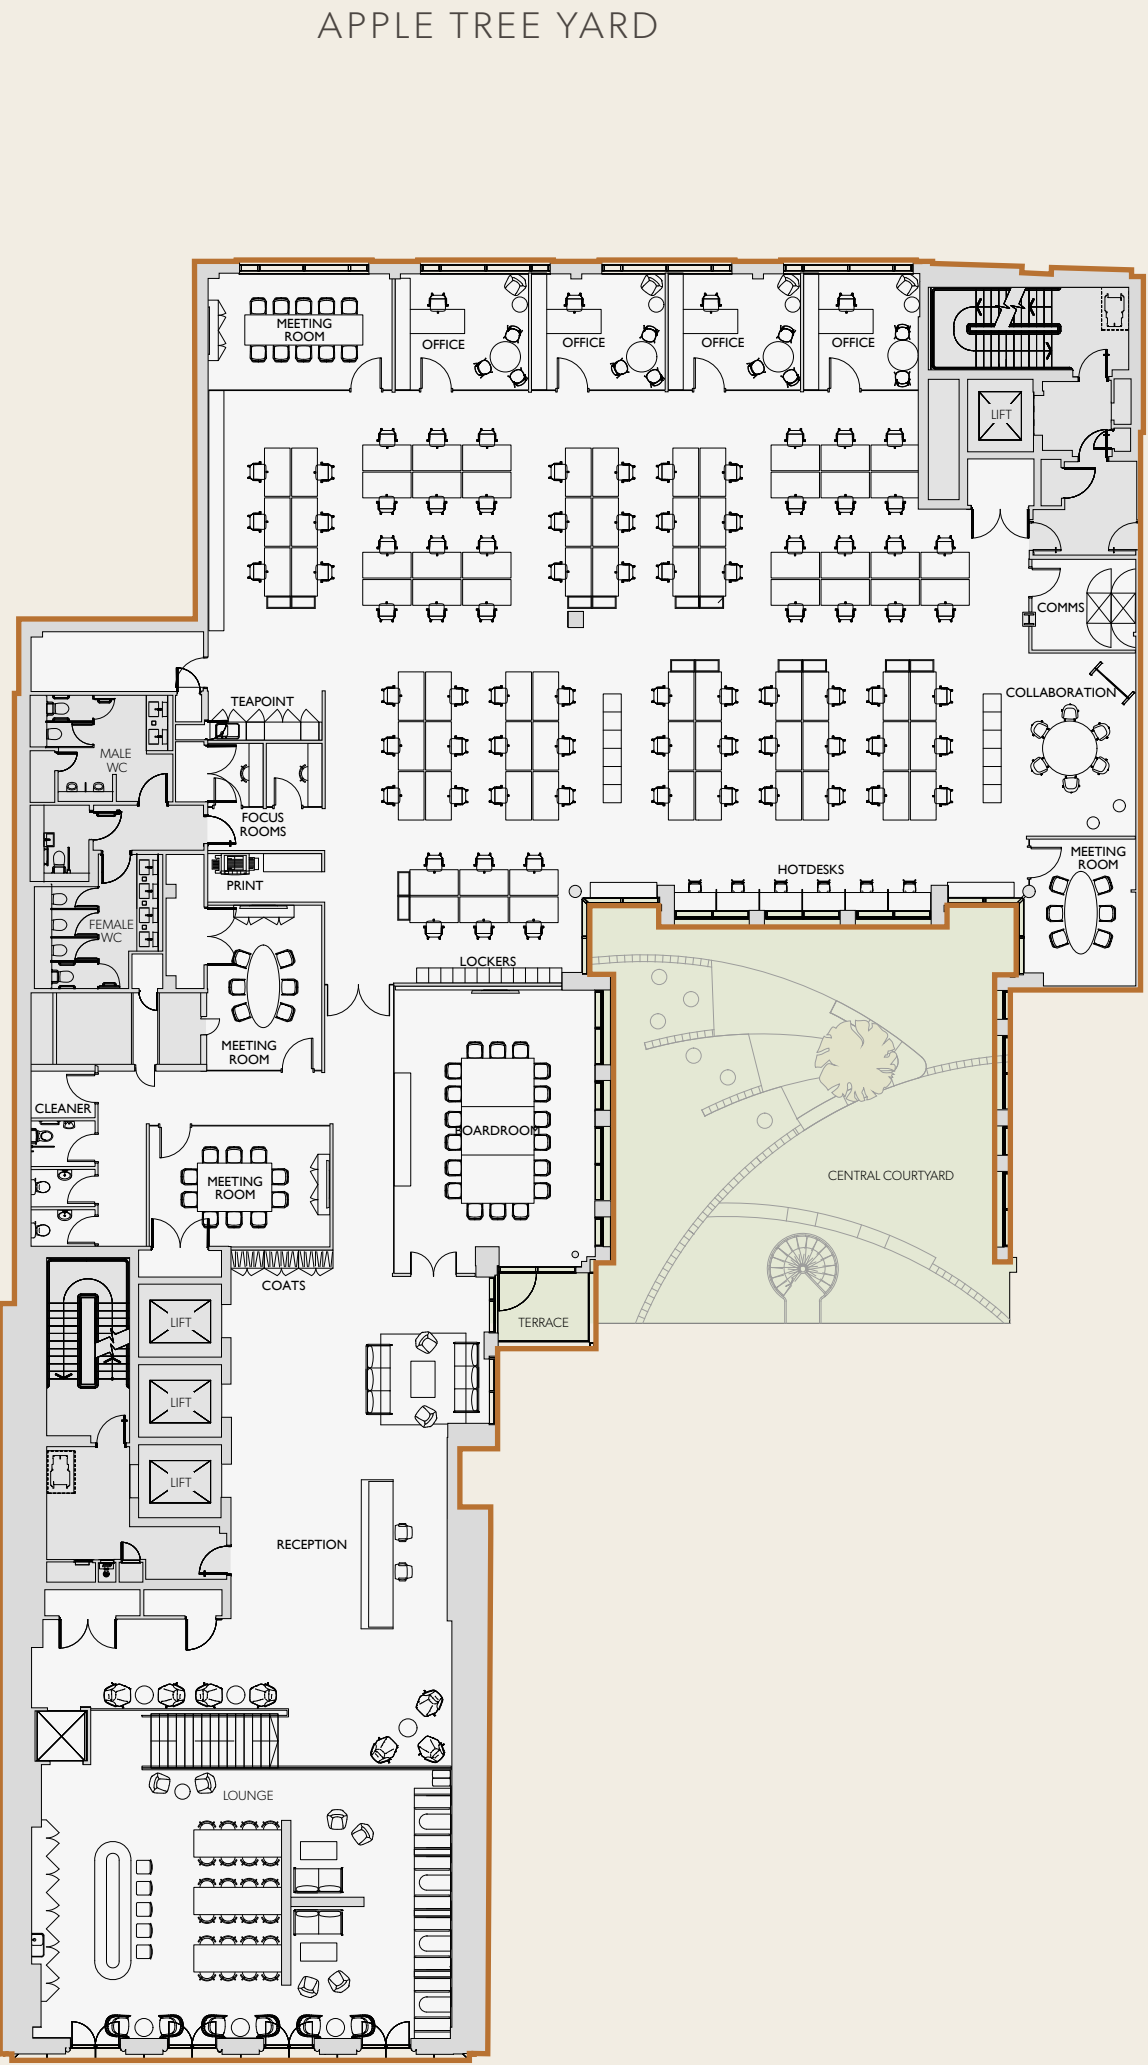 APPLE TREE YARD
MEETING
ROOM
OFFICE
OFFICE
OFFICE
OFFICE
LIFT
COMMS
COLLABORATION
TEAPOINT
MALE
WC
FOCUS
ROOMS
PRINT
HOTDESKS
MEETING
ROOM
FEMALE
WC
LOCKERS
MEETING
ROOM
CLEANER
BOARDROOM
MEETING
ROOM
CENTRAL COURTYARD
COATS
LIFT
TERRACE
LIFT
LIFT
RECEPTION
LOUNGE